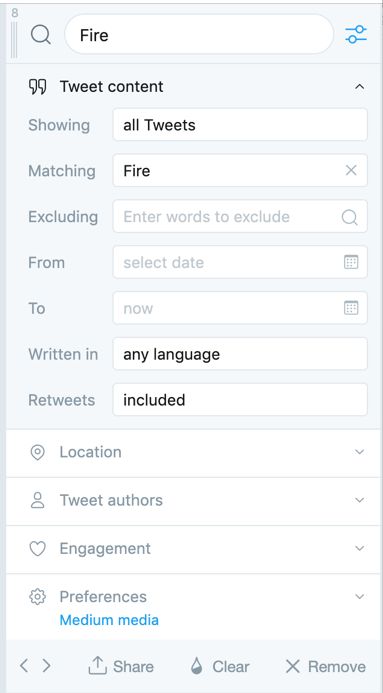 8
Fire
Tweet content
Showing all Tweets
Matching Fire
Excluding Enter words to exclude
From select date
To now
Written in any language
Retweets included
Location
Tweet authors
Engagement
Preferences
Medium media
Share Clear Remove